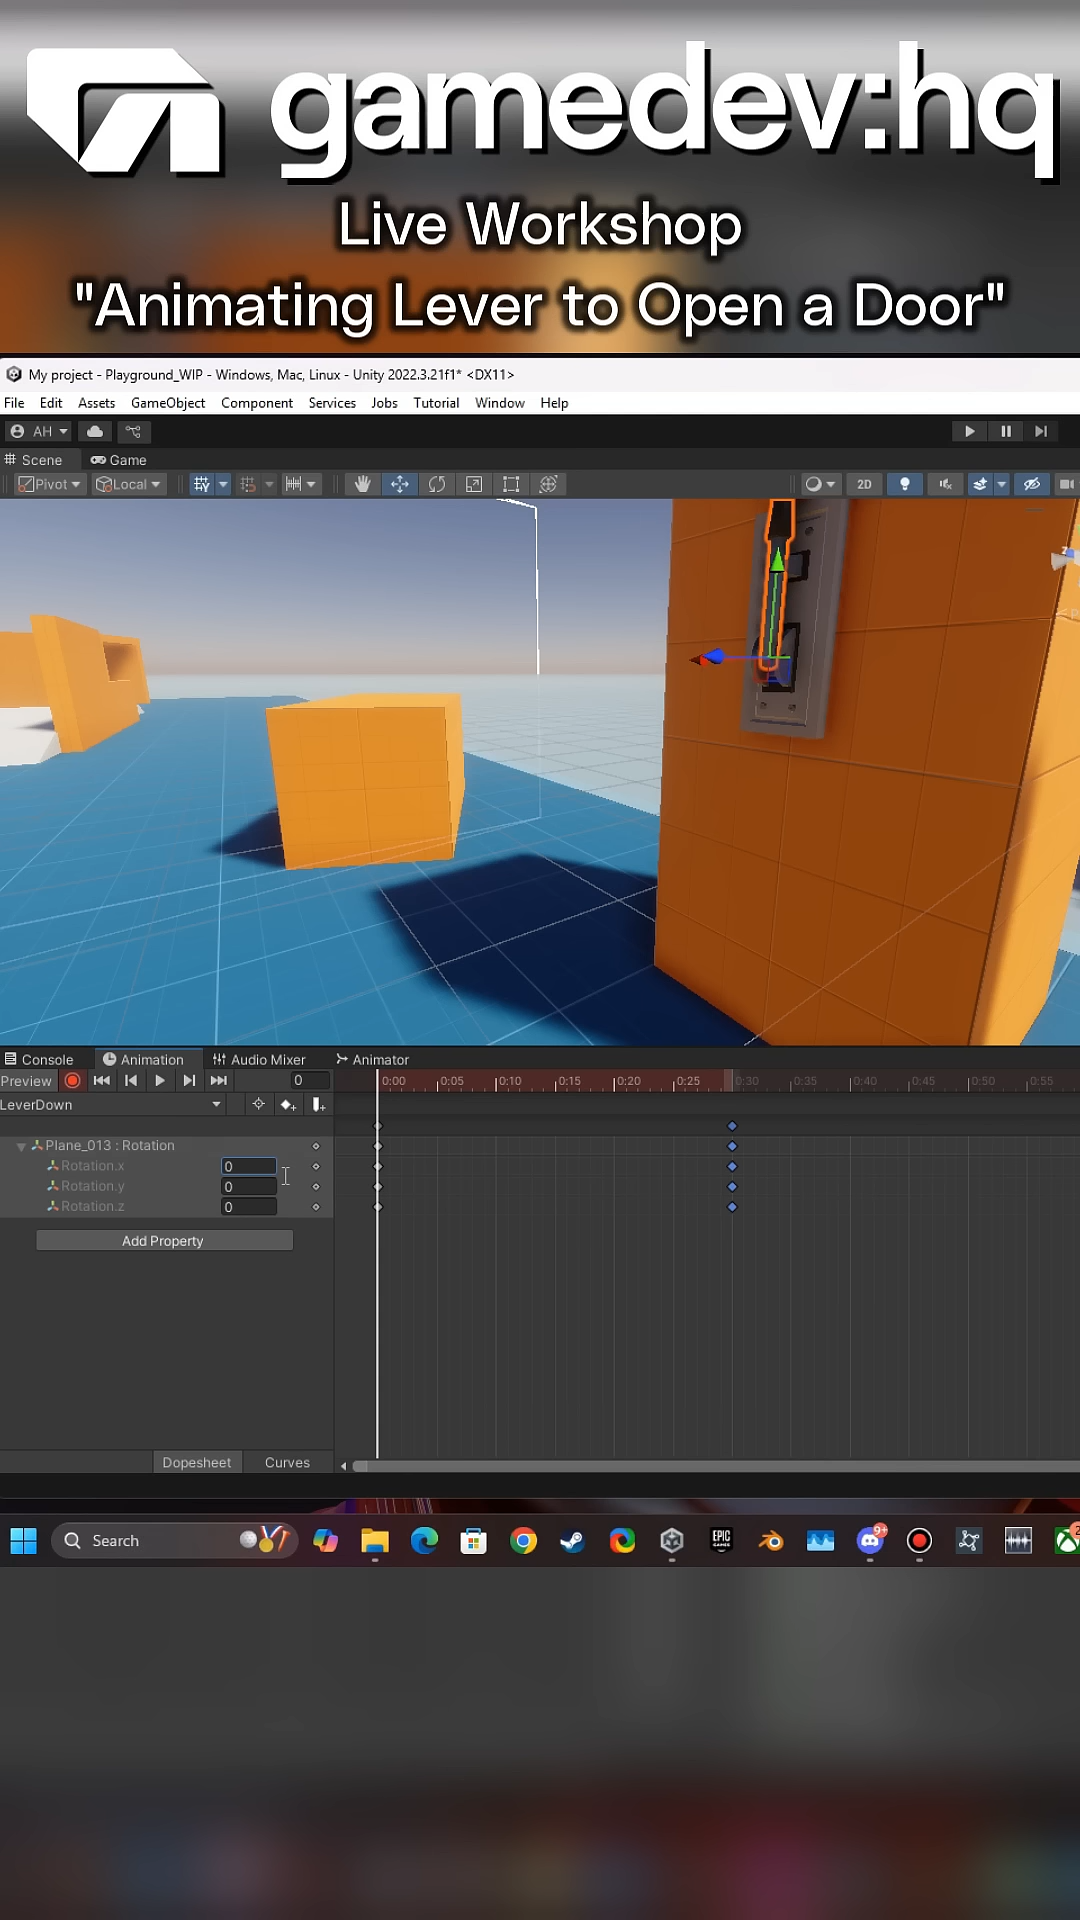 gamedev:hq
Live Workshop
"Animating Lever to Open a Door"
My project - Playground_WIP - Windows, Mac, Linux - Unity 2022.3.21f1* <DX11>
File Edit Assets GameObject Component Services Jobs Tutorial Window Help
AH
Scene Game
Pivot Local 2D
Console Animation Audio Mixer Animator
Preview 0 0:00 0:05 0:10 0:15 0:20 0:25 0:30 0:35 0:40 0:45 0:50 0:55
LeverDown
Plane_013 : Rotation
Rotation.x 0
Rotation.y 0
Rotation.z 0
Add Property
Dopesheet Curves
Search EPIC GAMES 9+ 2